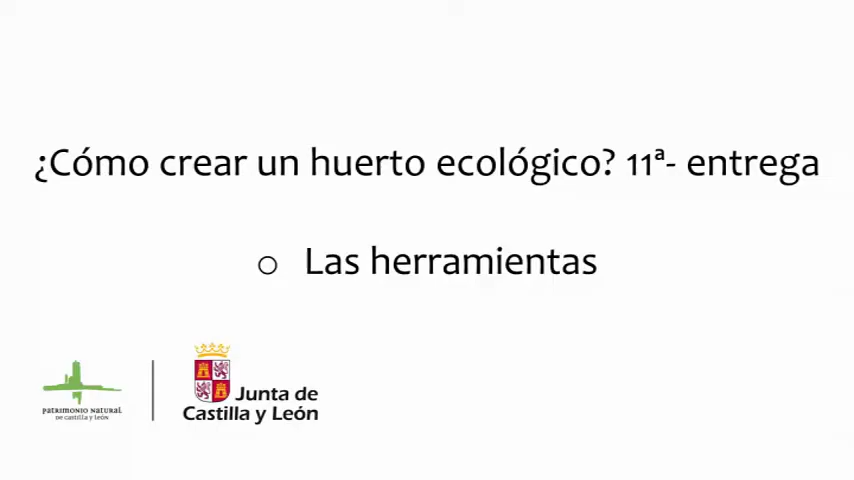 ¿Cómo crear un huerto ecológico? 11ª- entrega
o Las herramientas
PATRIMONIO NATURAL
DE CASTILLA Y LEÓN
Junta de
Castilla y León